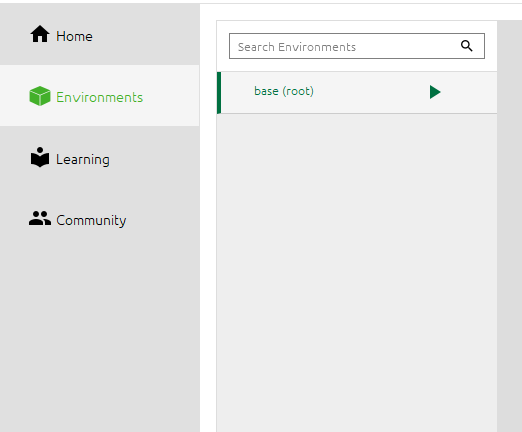 Home
Environments
Learning
Community
Search Environments
base (root)